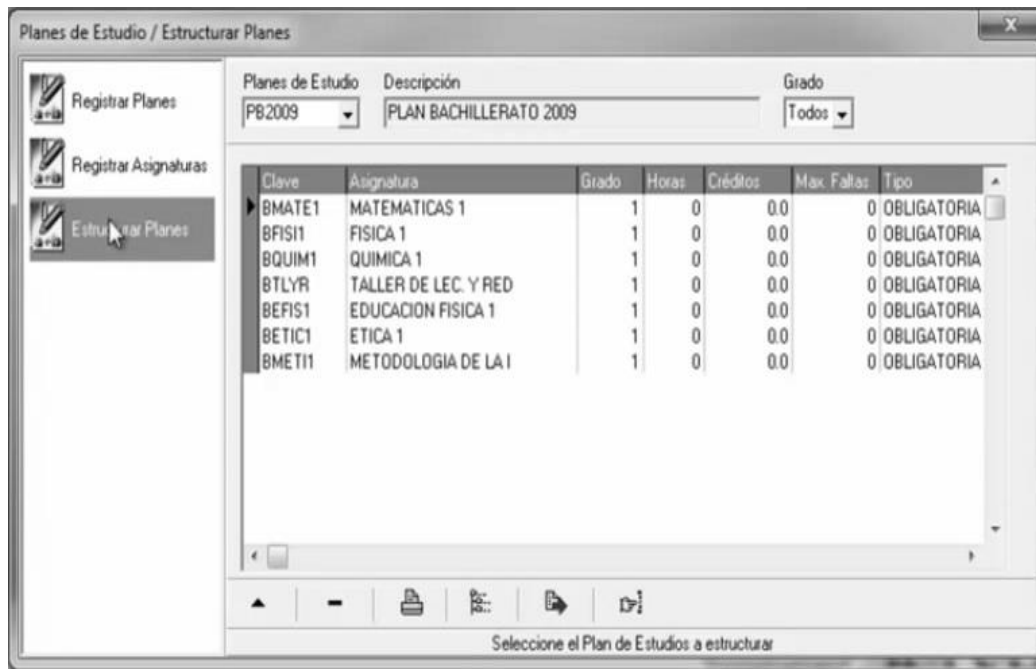 Planes de Estudio / Estructurar Planes
Registrar Planes
Registrar Asignaturas
Estructurar Planes
Planes de Estudio Descripción Grado
PB2009 PLAN BACHILLERATO 2009 Todos
Clave Asignatura Grado Horas Créditos Max. Faltas Tipo
BMATE1 MATEMATICAS 1 1 0 0.0 0 OBLIGATORIA
BFISI1 FISICA 1 1 0 0.0 0 OBLIGATORIA
BQUIM1 QUIMICA 1 1 0 0.0 0 OBLIGATORIA
BTLYR TALLER DE LEC. Y RED 1 0 0.0 0 OBLIGATORIA
BEFIS1 EDUCACION FISICA 1 1 0 0.0 0 OBLIGATORIA
BETIC1 ETICA 1 1 0 0.0 0 OBLIGATORIA
BMETI1 METODOLOGIA DE LA I 1 0 0.0 0 OBLIGATORIA
Seleccione el Plan de Estudios a estructurar